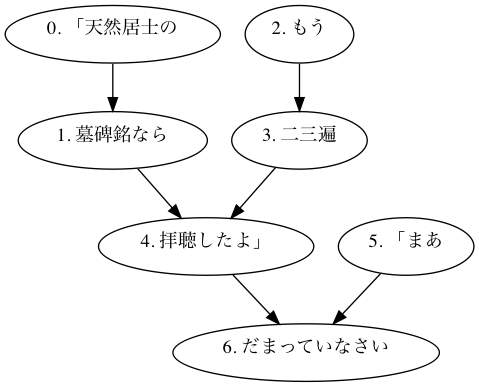 0. 「天然居士の
2. もう
1. 墓碑銘なら
3. 二三遍
4. 拝聴したよ」
5. 「まあ
6. だまっていなさい